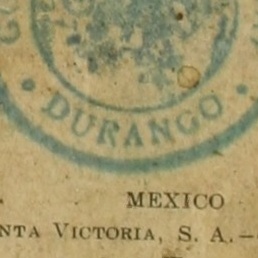 DURANGO
MEXICO
NTA VICTORIA, S. A.—